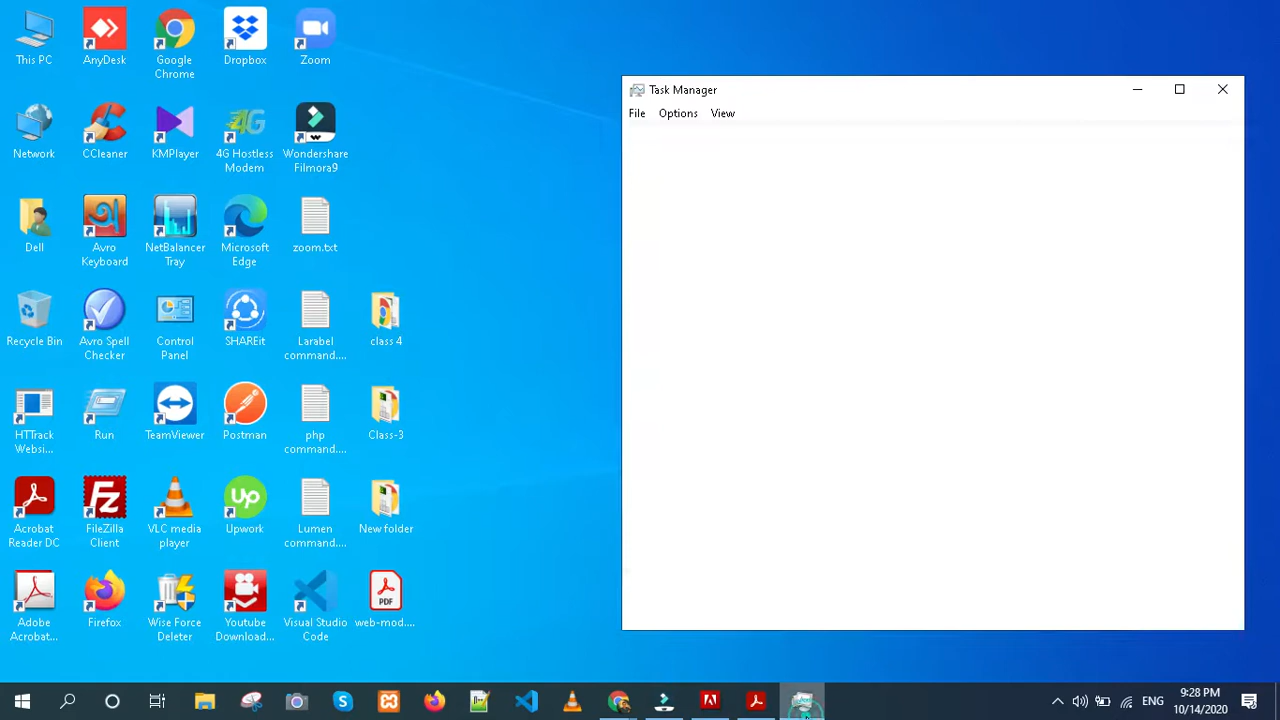 This PC
AnyDesk
Google
Chrome
Dropbox
Zoom
Network
CCleaner
KMPlayer
4G Hostless
Modem
Wondershare
Filmora9
Dell
Avro
Keyboard
NetBalancer
Tray
Microsoft
Edge
zoom.txt
Recycle Bin
Avro Spell
Checker
Control
Panel
SHAREit
Larabel
command....
class 4
HTTrack
Websi...
Run
TeamViewer
Postman
php
command....
Class-3
Acrobat
Reader DC
FileZilla
Client
VLC media
player
Upwork
Lumen
command....
New folder
Adobe
Acrobat...
Firefox
Wise Force
Deleter
Youtube
Download...
Visual Studio
Code
PDF
web-mod....
Task Manager
File Options View
ENG
9:28 PM
10/14/2020